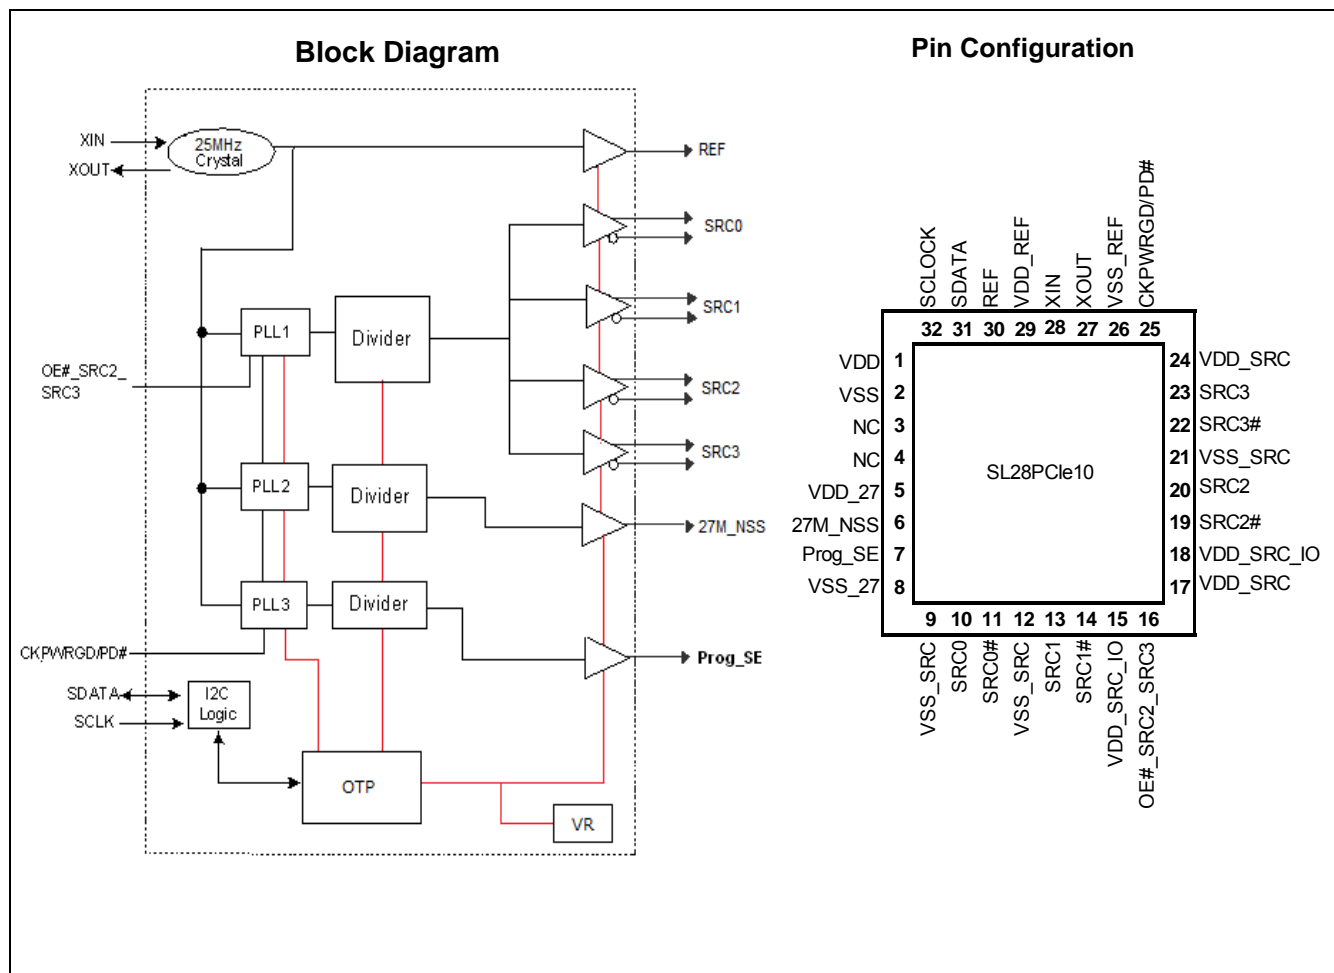 Block Diagram
Pin Configuration
XIN
XOUT
25MHz
Crystal
REF
SRC0
SRC1
SRC2
SRC3
27M_NSS
Prog_SE
PLL1
Divider
OE#_SRC2_
SRC3
PLL2
Divider
PLL3
Divider
CKPWRGD/PD#
SDATA
SCLK
I2C
Logic
OTP
VR
SCLOCK
SDATA
REF
VDD_REF
XIN
XOUT
VSS_REF
CKPWRGD/PD#
32 31 30 29 28 27 26 25
VDD 1
VSS 2
NC 3
NC 4
VDD_27 5
27M_NSS 6
Prog_SE 7
VSS_27 8
SL28PCIe10
24 VDD_SRC
23 SRC3
22 SRC3#
21 VSS_SRC
20 SRC2
19 SRC2#
18 VDD_SRC_IO
17 VDD_SRC
9 10 11 12 13 14 15 16
VSS_SRC
SRC0
SRC0#
VSS_SRC
SRC1
SRC1#
VDD_SRC_IO
OE#_SRC2_SRC3